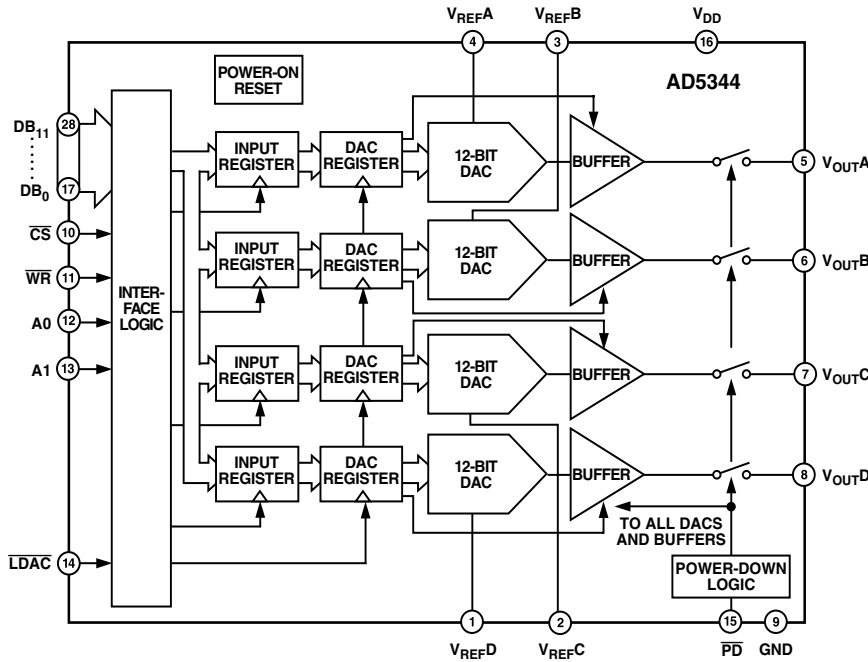 VREFA
VREFB
VDD
4
3
16
POWER-ON
RESET
AD5344
28
DB11
17
DB0
10
CS
11
WR
12
A0
13
A1
14
LDAC
INTER-
FACE
LOGIC
INPUT
REGISTER
DAC
REGISTER
12-BIT
DAC
BUFFER
5
VOUTA
INPUT
REGISTER
DAC
REGISTER
12-BIT
DAC
BUFFER
6
VOUTB
INPUT
REGISTER
DAC
REGISTER
12-BIT
DAC
BUFFER
7
VOUTC
INPUT
REGISTER
DAC
REGISTER
12-BIT
DAC
BUFFER
8
VOUTD
TO ALL DACS
AND BUFFERS
POWER-DOWN
LOGIC
1
2
15
9
VREFD
VREFC
PD
GND